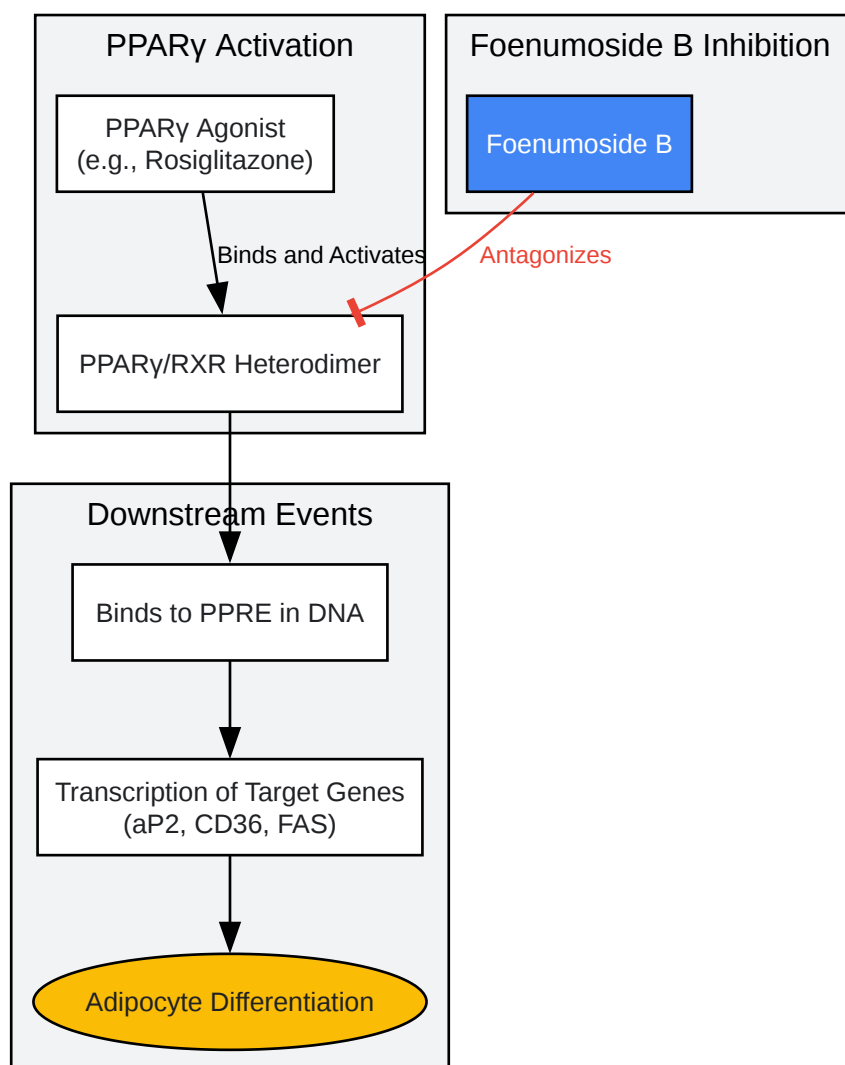 PPARγ Activation
Foenumoside B Inhibition
PPARγ Agonist
(e.g., Rosiglitazone)
Foenumoside B
Binds and Activates
Antagonizes
PPARγ/RXR Heterodimer
Downstream Events
Binds to PPRE in DNA
Transcription of Target Genes
(aP2, CD36, FAS)
Adipocyte Differentiation